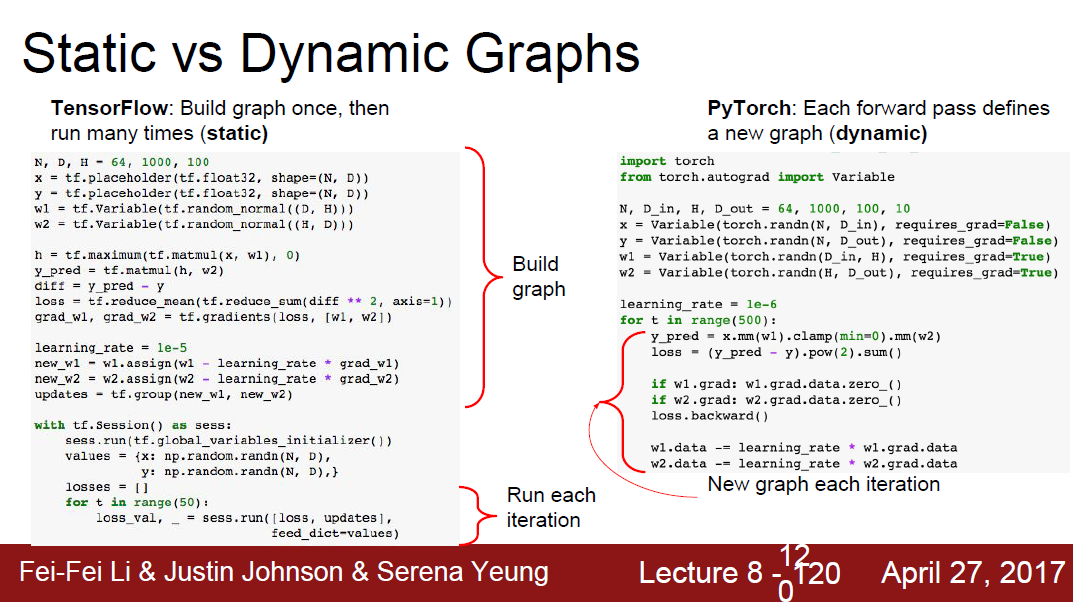 Static vs Dynamic Graphs
TensorFlow: Build graph once, then
run many times (static)
N, D, H = 64, 1000, 100
x = tf.placeholder(tf.float32, shape=(N, D))
y = tf.placeholder(tf.float32, shape=(N, D))
w1 = tf.Variable(tf.random_normal((D, H)))
w2 = tf.Variable(tf.random_normal((H, D)))
h = tf.maximum(tf.matmul(x, w1), 0)
y_pred = tf.matmul(h, w2)
diff = y_pred - y
loss = tf.reduce_mean(tf.reduce_sum(diff ** 2, axis=1))
grad_w1, grad_w2 = tf.gradients(loss, [w1, w2])
learning_rate = 1e-5
new_w1 = w1.assign(w1 - learning_rate * grad_w1)
new_w2 = w2.assign(w2 - learning_rate * grad_w2)
updates = tf.group(new_w1, new_w2)
with tf.Session() as sess:
    sess.run(tf.global_variables_initializer())
    values = {x: np.random.randn(N, D),
              y: np.random.randn(N, D),}
    losses = []
    for t in range(50):
        loss_val, _ = sess.run([loss, updates],
                               feed_dict=values)
Build
graph
Run each
iteration
PyTorch: Each forward pass defines
a new graph (dynamic)
import torch
from torch.autograd import Variable
N, D_in, H, D_out = 64, 1000, 100, 10
x = Variable(torch.randn(N, D_in), requires_grad=False)
y = Variable(torch.randn(N, D_out), requires_grad=False)
w1 = Variable(torch.randn(D_in, H), requires_grad=True)
w2 = Variable(torch.randn(H, D_out), requires_grad=True)
learning_rate = 1e-6
for t in range(500):
    y_pred = x.mm(w1).clamp(min=0).mm(w2)
    loss = (y_pred - y).pow(2).sum()
    if w1.grad: w1.grad.data.zero_()
    if w2.grad: w2.grad.data.zero_()
    loss.backward()
    w1.data -= learning_rate * w1.grad.data
    w2.data -= learning_rate * w2.grad.data
New graph each iteration
Fei-Fei Li & Justin Johnson & Serena Yeung
Lecture 8 - 120
12
0
April 27, 2017